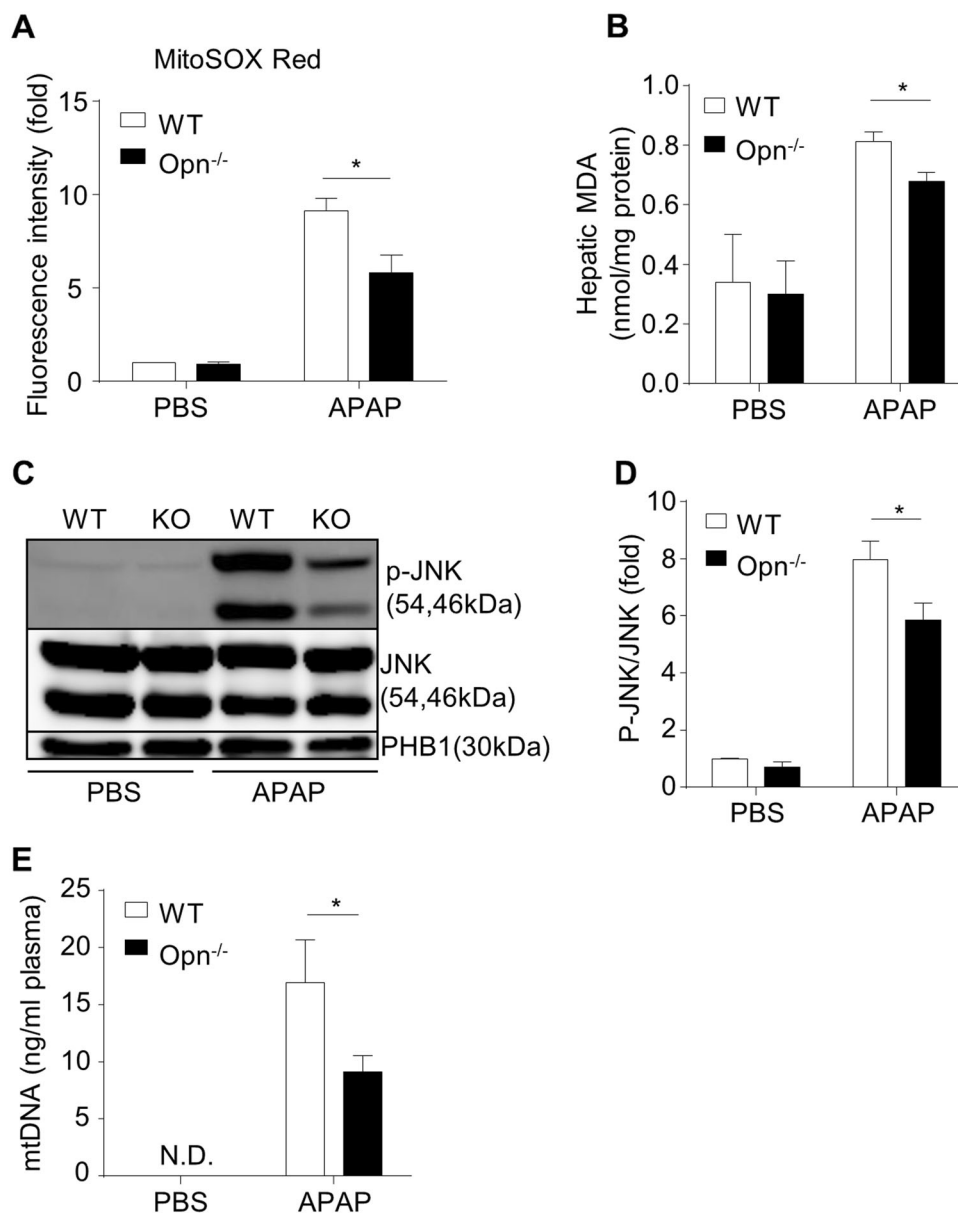 A
MitoSOX Red
Fluorescence intensity (fold)
15
10
5
0
WT
Opn-/-
*
PBS
APAP
B
Hepatic MDA
(nmol/mg protein)
1.0
0.8
0.6
0.4
0.2
0.0
WT
Opn-/-
*
PBS
APAP
C
WT KO WT KO
p-JNK
(54,46kDa)
JNK
(54,46kDa)
PHB1(30kDa)
PBS APAP
D
P-JNK/JNK (fold)
10
8
6
4
2
0
WT
Opn-/-
*
PBS
APAP
E
mtDNA (ng/ml plasma)
25
20
15
10
5
0
WT
Opn-/-
*
N.D.
PBS
APAP